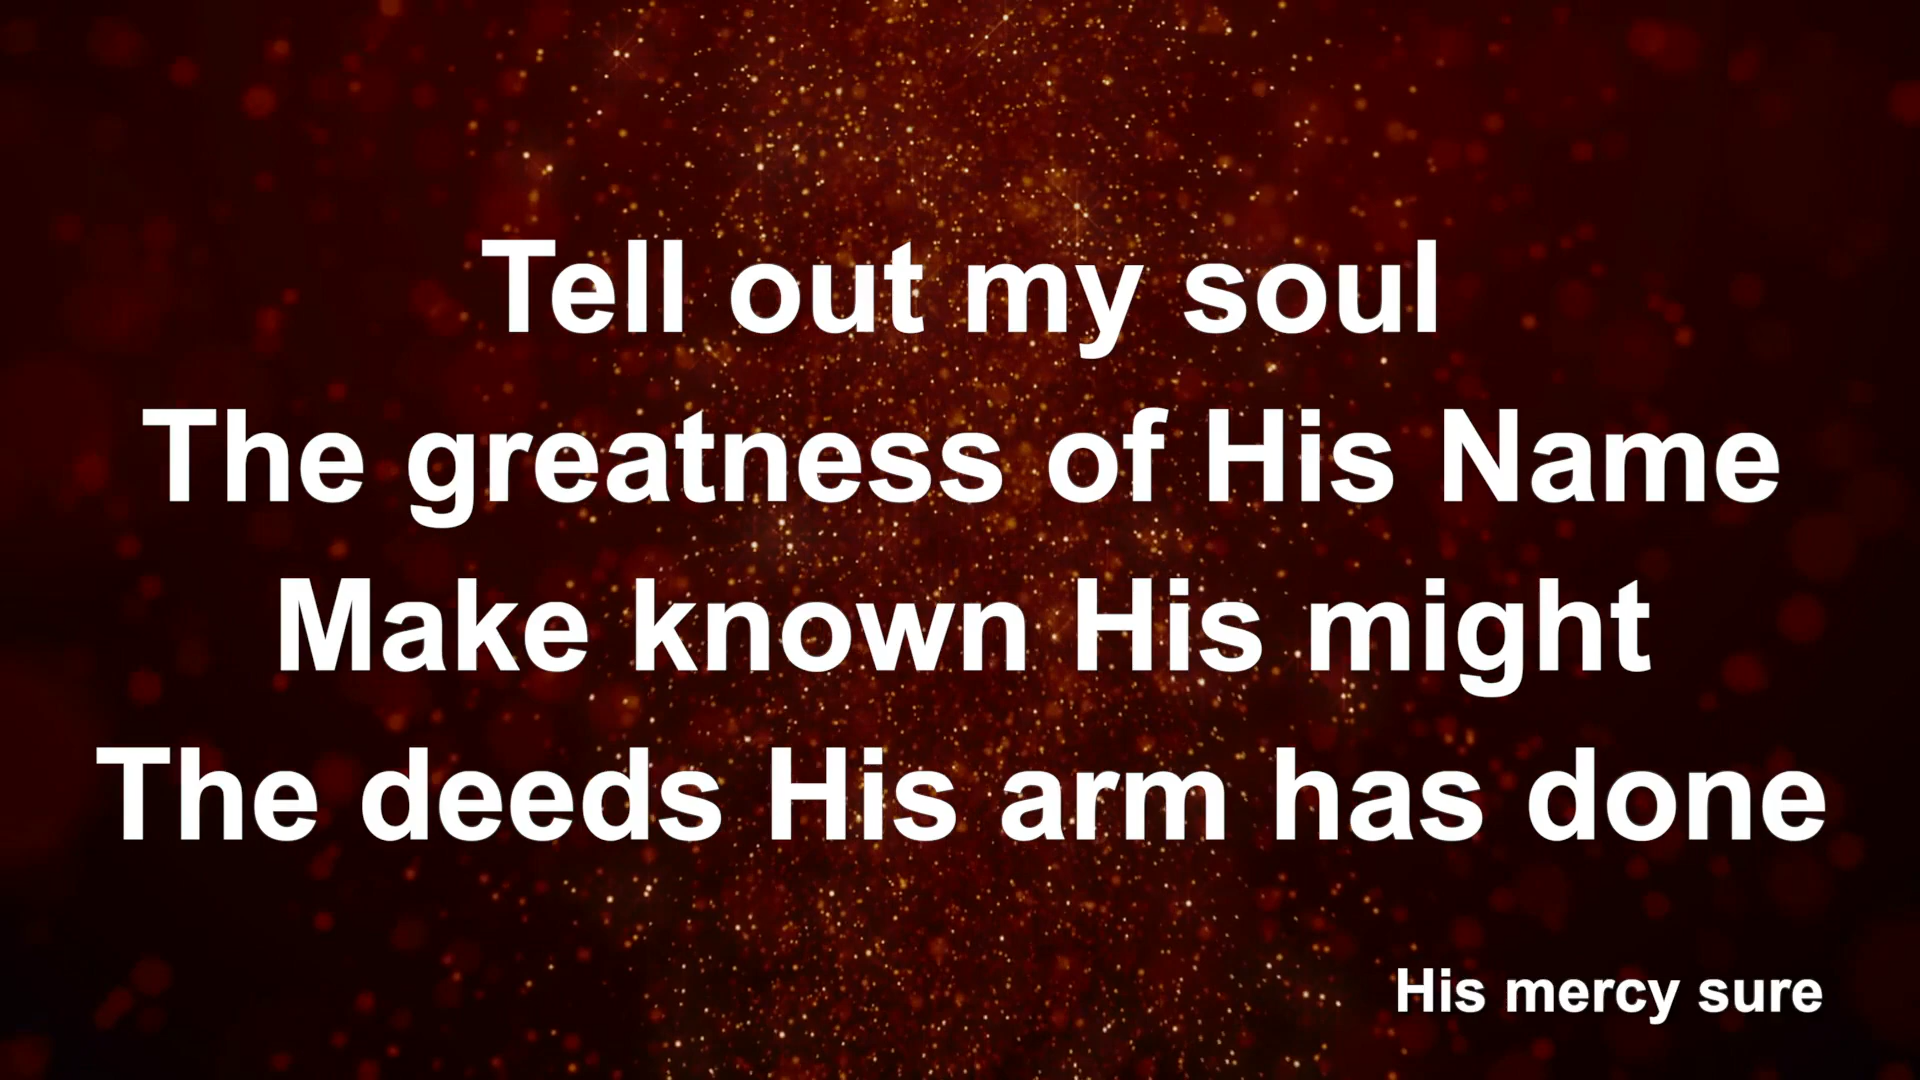 Tell out my soul
The greatness of His Name
Make known His might
The deeds His arm has done
His mercy sure